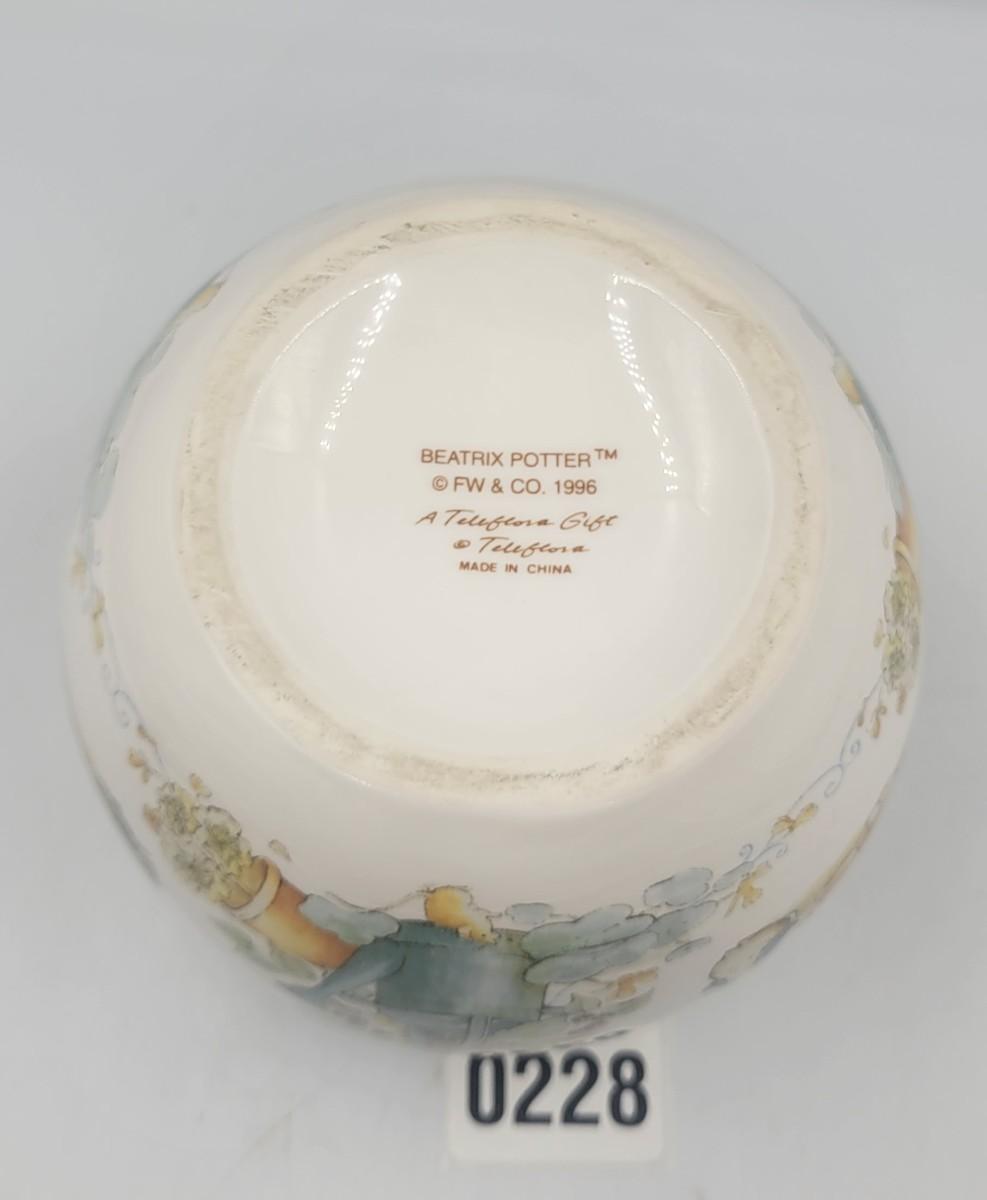 BEATRIX POTTER™
© FW & CO. 1996
A Teleflora Gift
© Teleflora
MADE IN CHINA
0228